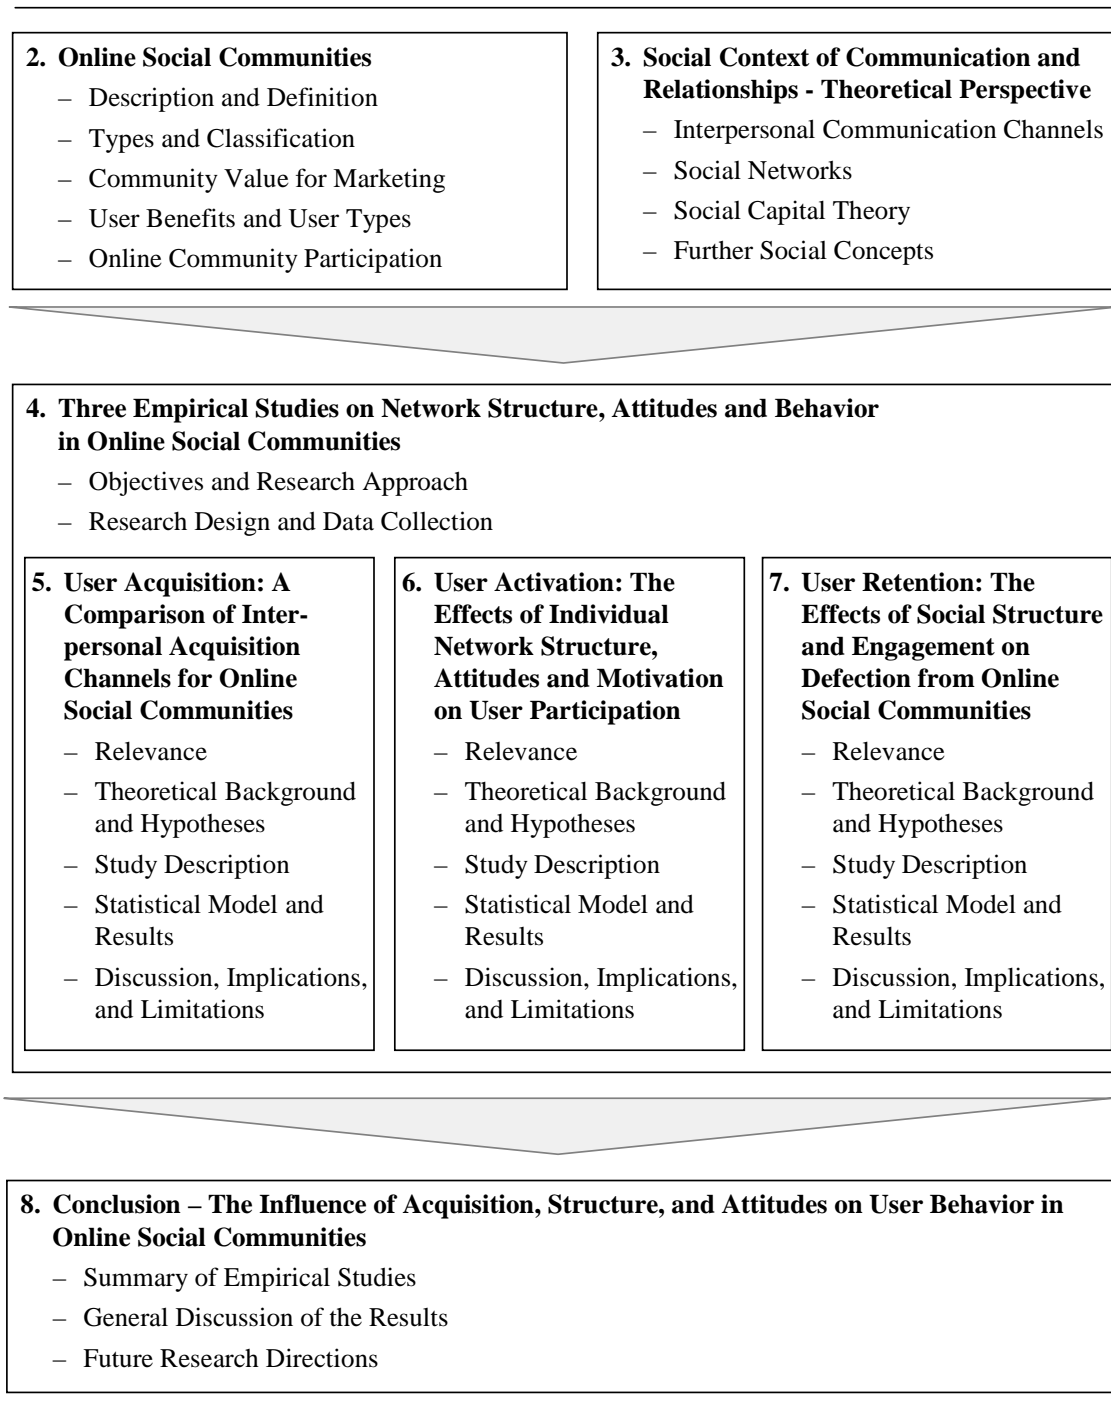 2. Online Social Communities
– Description and Definition
– Types and Classification
– Community Value for Marketing
– User Benefits and User Types
– Online Community Participation
3. Social Context of Communication and
Relationships - Theoretical Perspective
– Interpersonal Communication Channels
– Social Networks
– Social Capital Theory
– Further Social Concepts
4. Three Empirical Studies on Network Structure, Attitudes and Behavior
in Online Social Communities
– Objectives and Research Approach
– Research Design and Data Collection
5. User Acquisition: A
Comparison of Inter-
personal Acquisition
Channels for Online
Social Communities
– Relevance
– Theoretical Background
and Hypotheses
– Study Description
– Statistical Model and
Results
– Discussion, Implications,
and Limitations
6. User Activation: The
Effects of Individual
Network Structure,
Attitudes and Motivation
on User Participation
– Relevance
– Theoretical Background
and Hypotheses
– Study Description
– Statistical Model and
Results
– Discussion, Implications,
and Limitations
7. User Retention: The
Effects of Social Structure
and Engagement on
Defection from Online
Social Communities
– Relevance
– Theoretical Background
and Hypotheses
– Study Description
– Statistical Model and
Results
– Discussion, Implications,
and Limitations
8. Conclusion – The Influence of Acquisition, Structure, and Attitudes on User Behavior in
Online Social Communities
– Summary of Empirical Studies
– General Discussion of the Results
– Future Research Directions